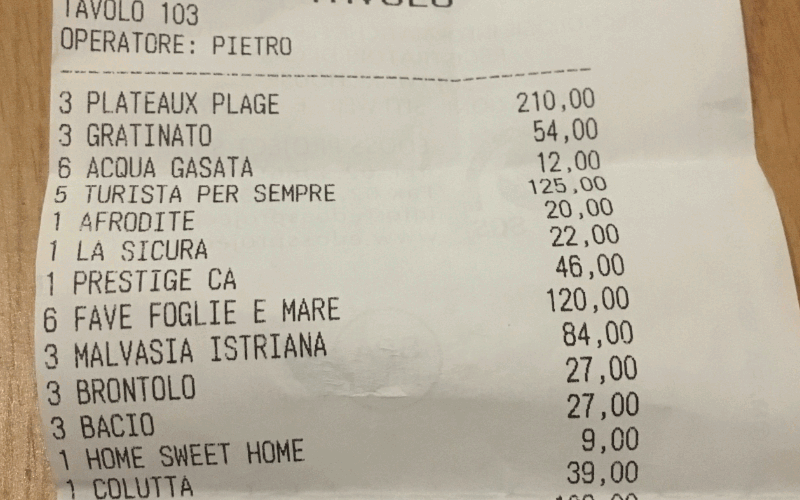 TAVOLO 103
OPERATORE: PIETRO
3 PLATEAUX PLAGE 210,00
3 GRATINATO 54,00
6 ACQUA GASATA 12,00
5 TURISTA PER SEMPRE 125,00
1 AFRODITE 20,00
1 LA SICURA 22,00
1 PRESTIGE CA 46,00
6 FAVE FOGLIE E MARE 120,00
3 MALVASIA ISTRIANA 84,00
3 BRONTOLO 27,00
3 BACIO 27,00
1 HOME SWEET HOME 9,00
1 COLUTTA 39,00